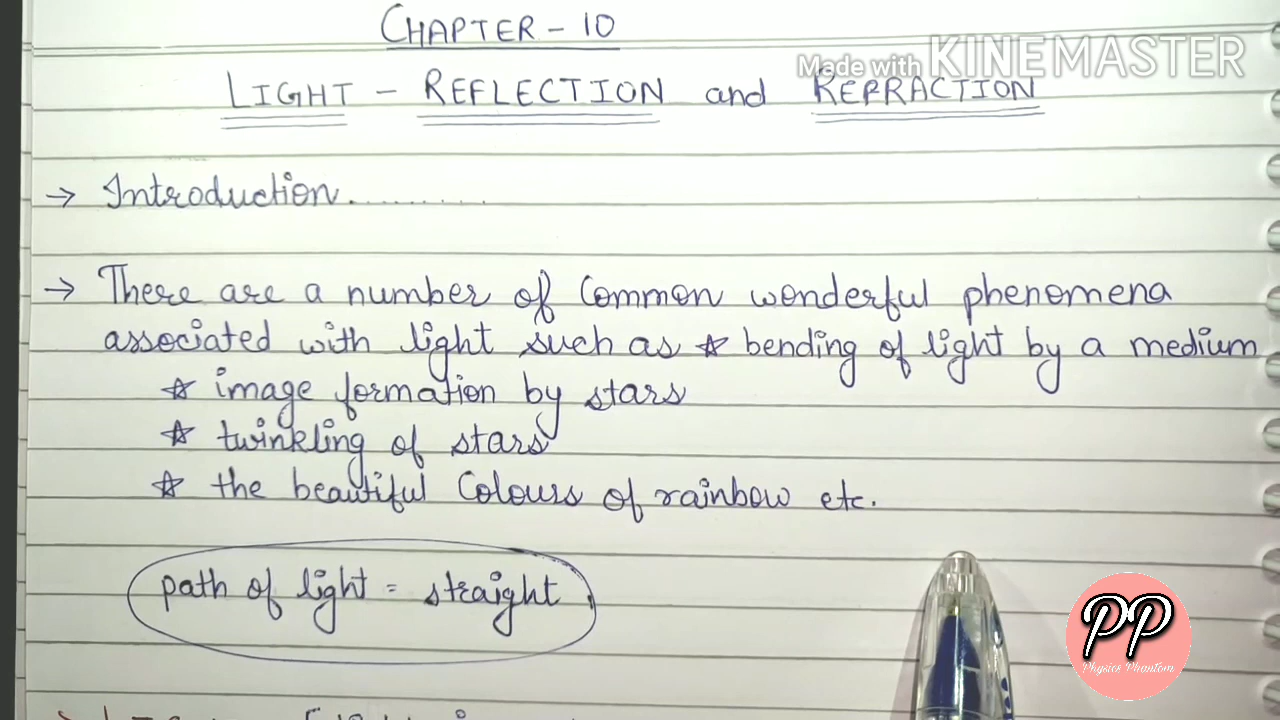 CHAPTER - 10
Made with KINEMASTER
LIGHT - REFLECTION and REFRACTION
→ Introduction..........
→ There are a number of Common wonderful phenomena
associated with light such as ☆ bending of light by a medium
☆ image formation by stars
☆ twinkling of stars
☆ the beautiful Colours of rainbow etc.
path of light = straight
PP
Physics Phantom